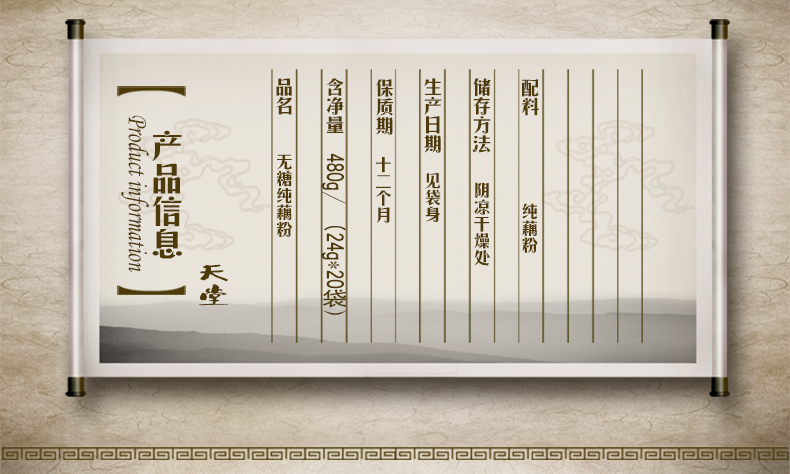 【产品信息】
Product information
天堂
品名 无糖纯藕粉
含净量 480g/（24g*20袋）
保质期 十二个月
生产日期 见袋身
储存方法 阴凉干燥处
配料 纯藕粉